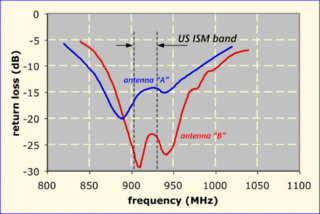 US ISM band
0
-5
-10
-15
-20
-25
-30
return loss (dB)
antenna "A"
antenna "B"
800
850
900
950
1000
1050
1100
frequency (MHz)